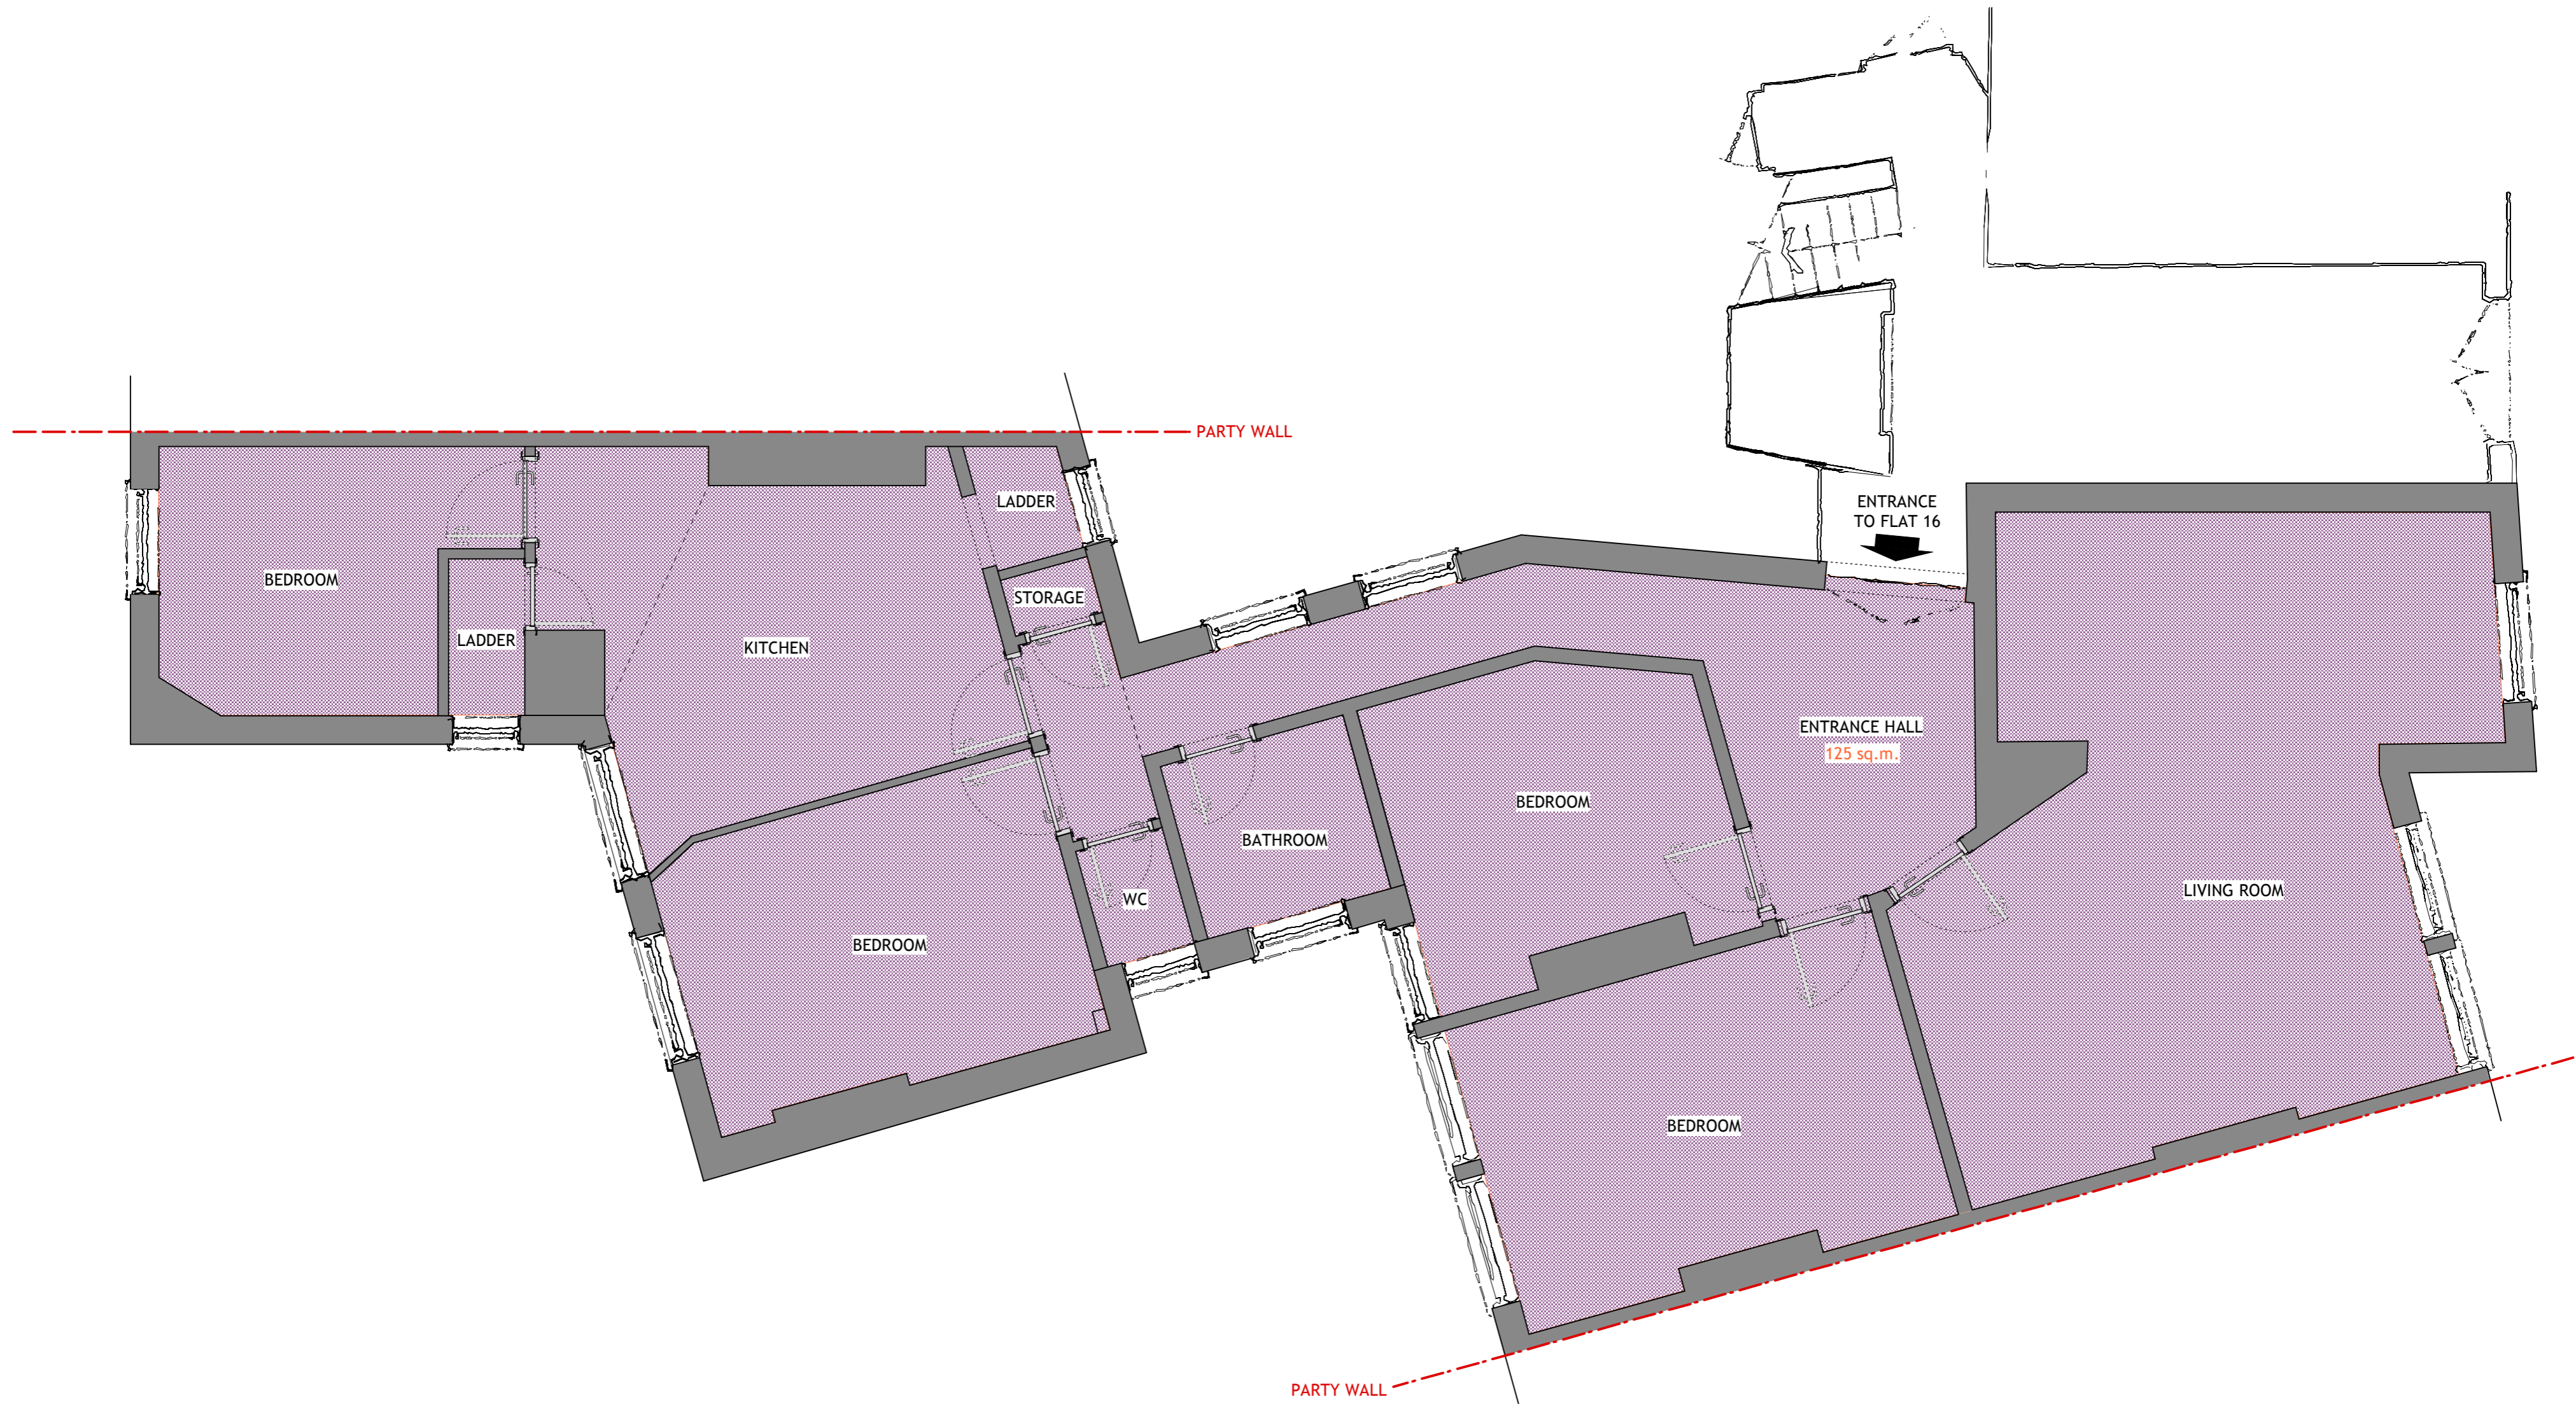 PARTY WALL
LADDER
ENTRANCE
TO FLAT 16
BEDROOM
STORAGE
LADDER
KITCHEN
ENTRANCE HALL
125 sq.m.
BEDROOM
BATHROOM
LIVING ROOM
WC
BEDROOM
BEDROOM
PARTY WALL